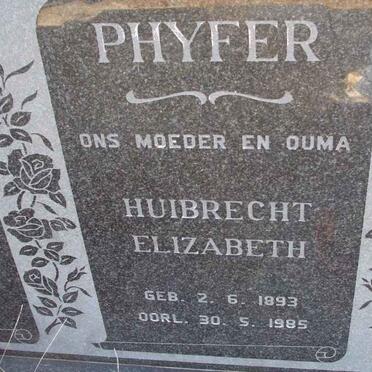 PHYFER
ONS MOEDER EN OUMA
HUIBRECHT
ELIZABETH
GEB. 2. 6. 1893
OORL. 30. 5. 1985